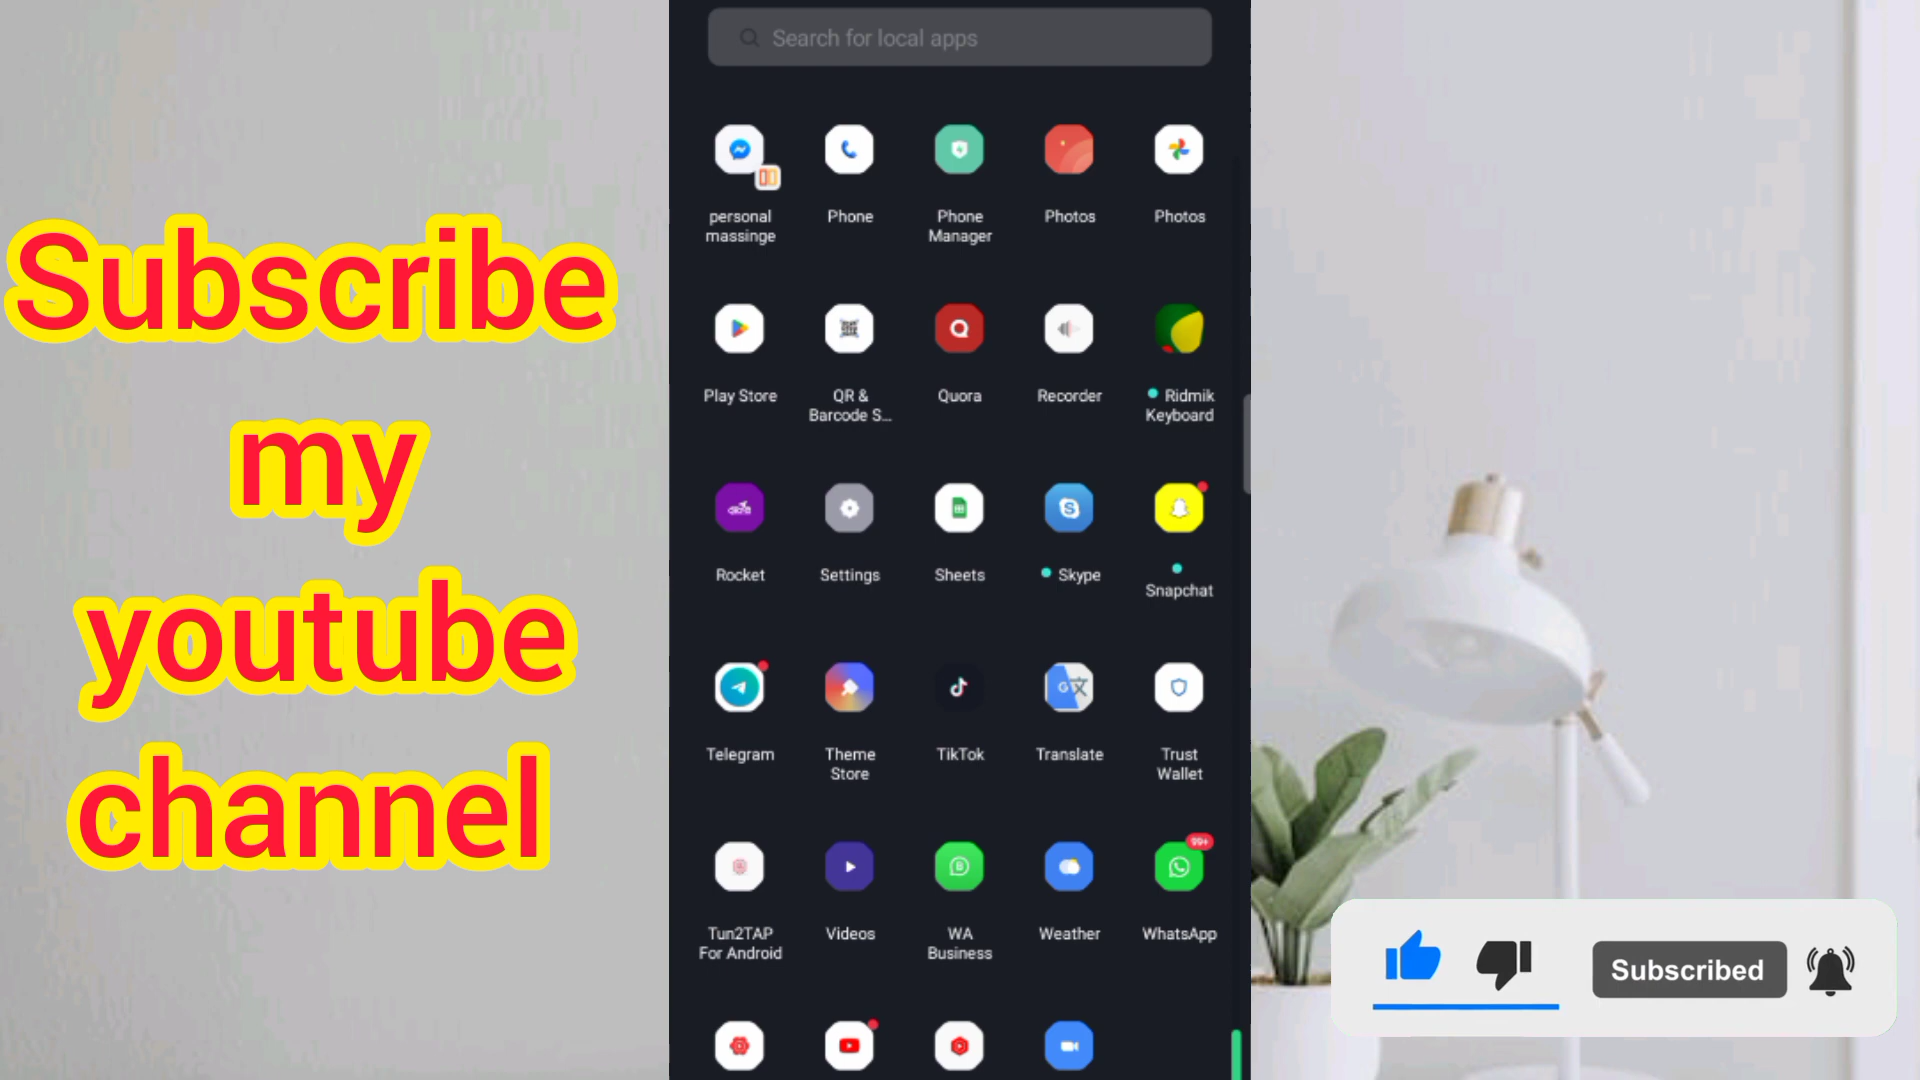 Subscribe
my
youtube
channel
Search for local apps
personal
massinge
Phone
Phone
Manager
Photos
Photos
Play Store
QR &
Barcode S...
Quora
Recorder
Ridmik
Keyboard
Rocket
Settings
Sheets
Skype
Snapchat
Telegram
Theme
Store
TikTok
Translate
Trust
Wallet
99+
Tun2TAP
For Android
Videos
WA
Business
Weather
WhatsApp
Subscribed